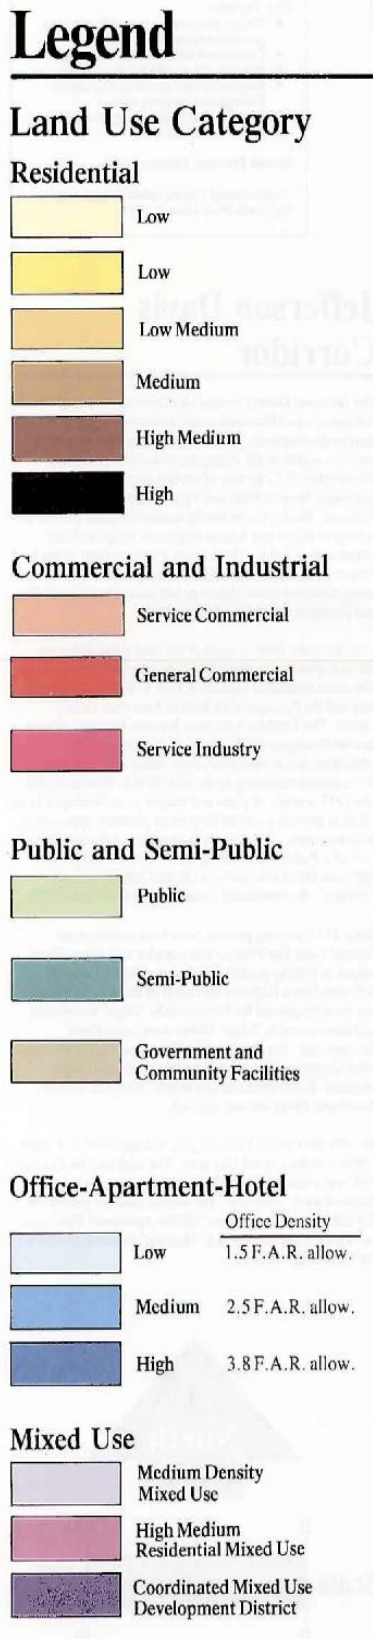 Legend
Land Use Category
Residential
Low
Low
Low Medium
Medium
High Medium
High
Commercial and Industrial
Service Commercial
General Commercial
Service Industry
Public and Semi-Public
Public
Semi-Public
Government and
Community Facilities
Office-Apartment-Hotel
Office Density
Low 1.5 F.A.R. allow.
Medium 2.5 F.A.R. allow.
High 3.8 F.A.R. allow.
Mixed Use
Medium Density
Mixed Use
High Medium
Residential Mixed Use
Coordinated Mixed Use
Development District